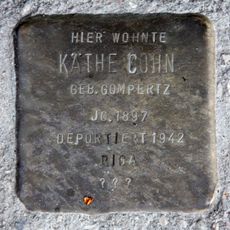 HIER WOHNTE
KÄTHE COHN
GEB. GOMPERTZ
JG. 1897
DEPORTIERT 1942
RIGA
? ? ?